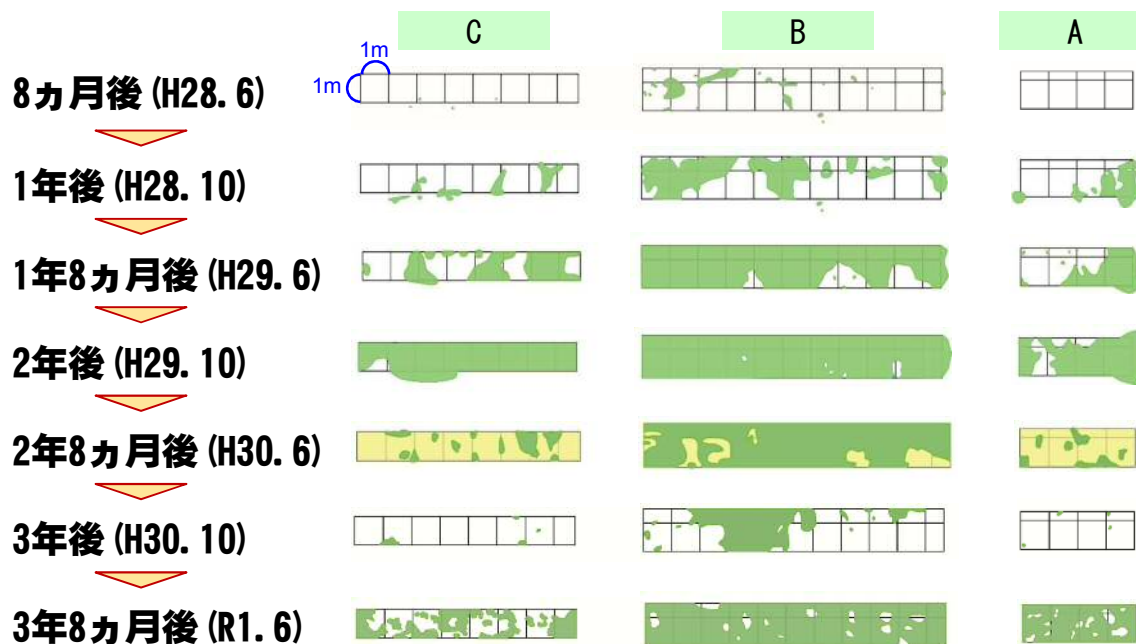 C
B
A
1m
1m
8ヵ月後(H28.6)
1年後(H28.10)
1年8ヵ月後(H29.6)
2年後(H29.10)
2年8ヵ月後(H30.6)
3年後(H30.10)
3年8ヵ月後(R1.6)